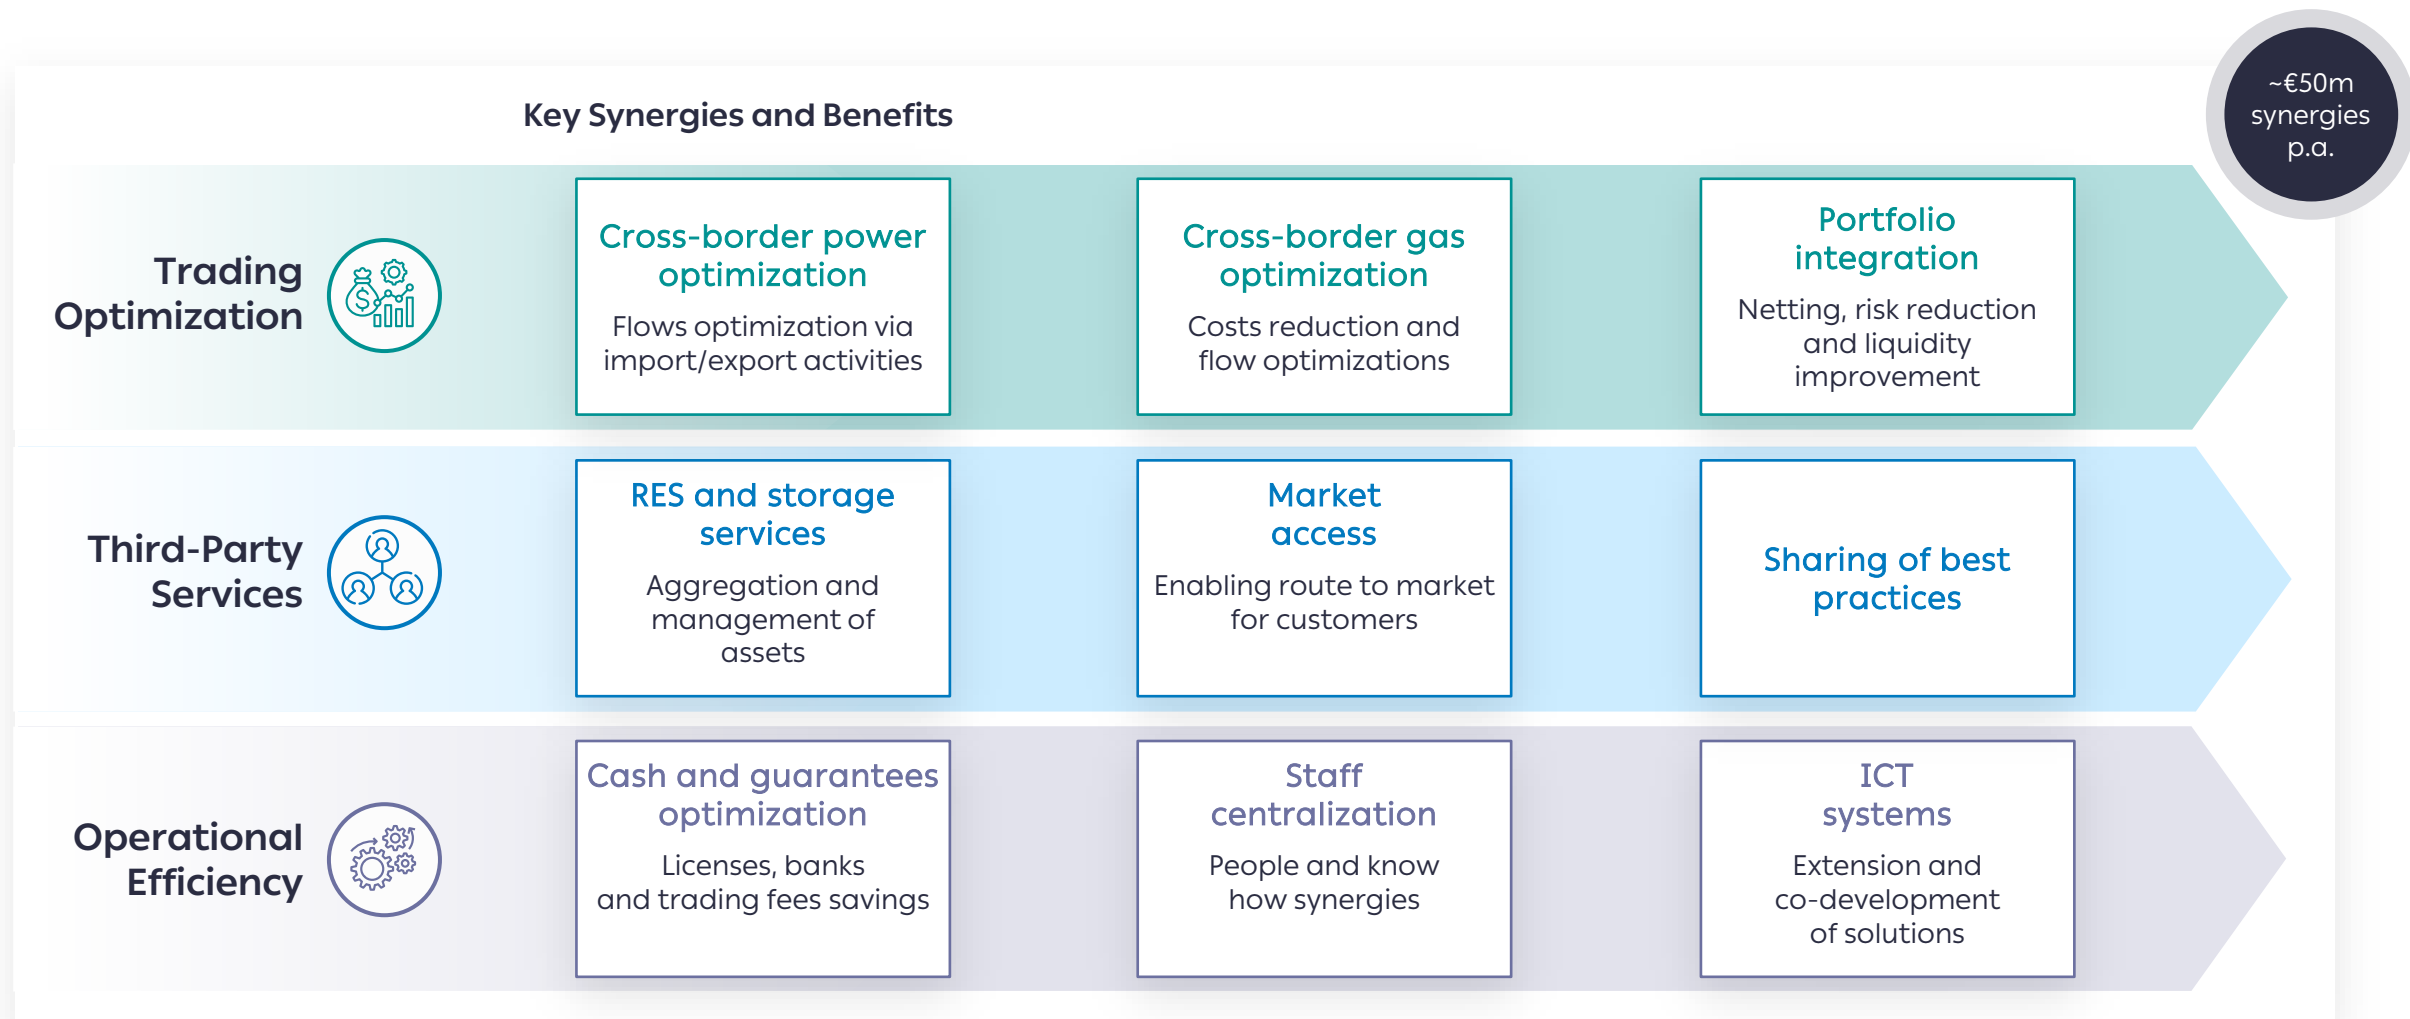 ~€50m
synergies
p.a.
Key Synergies and Benefits
Trading
Optimization
$
Cross-border power
optimization
Flows optimization via
import/export activities
Cross-border gas
optimization
Costs reduction and
flow optimizations
Portfolio
integration
Netting, risk reduction
and liquidity
improvement
Third-Party
Services
RES and storage
services
Aggregation and
management of
assets
Market
access
Enabling route to market
for customers
Sharing of best
practices
Operational
Efficiency
Cash and guarantees
optimization
Licenses, banks
and trading fees savings
Staff
centralization
People and know
how synergies
ICT
systems
Extension and
co-development
of solutions